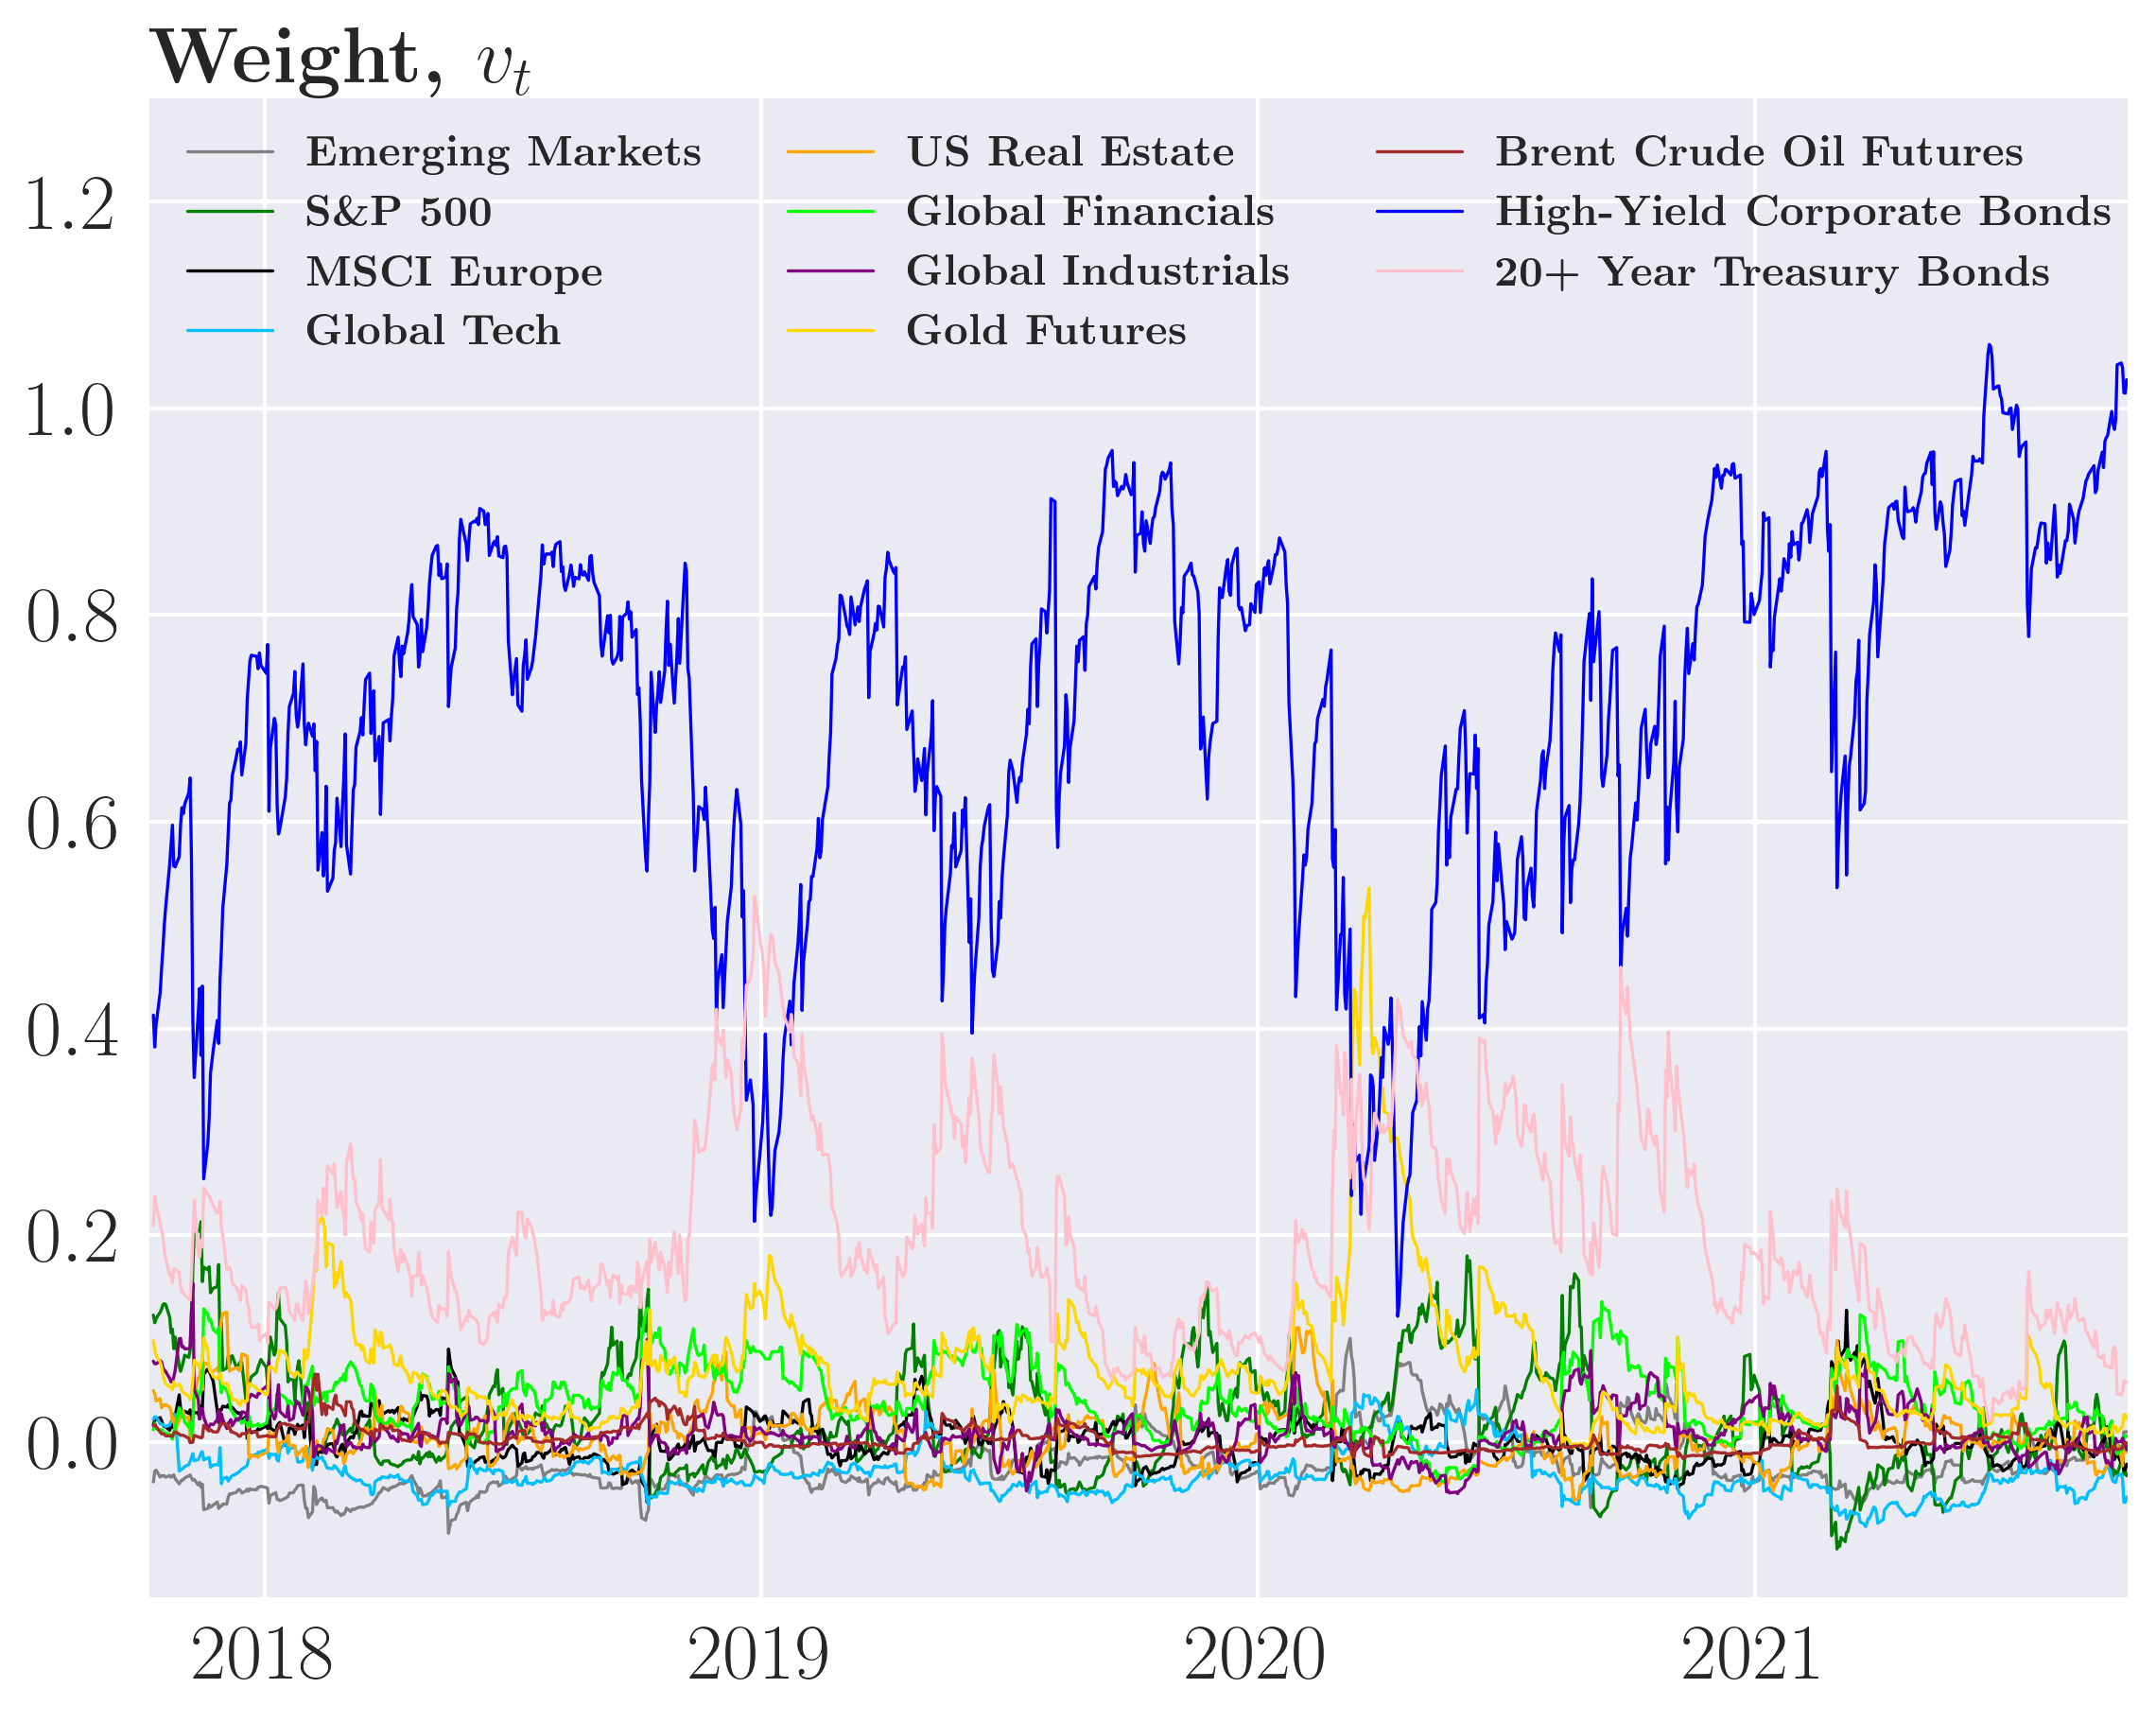 Weight, v_t
Emerging Markets
S&P 500
MSCI Europe
Global Tech
US Real Estate
Global Financials
Global Industrials
Gold Futures
Brent Crude Oil Futures
High-Yield Corporate Bonds
20+ Year Treasury Bonds
1.2
1.0
0.8
0.6
0.4
0.2
0.0
2018 2019 2020 2021